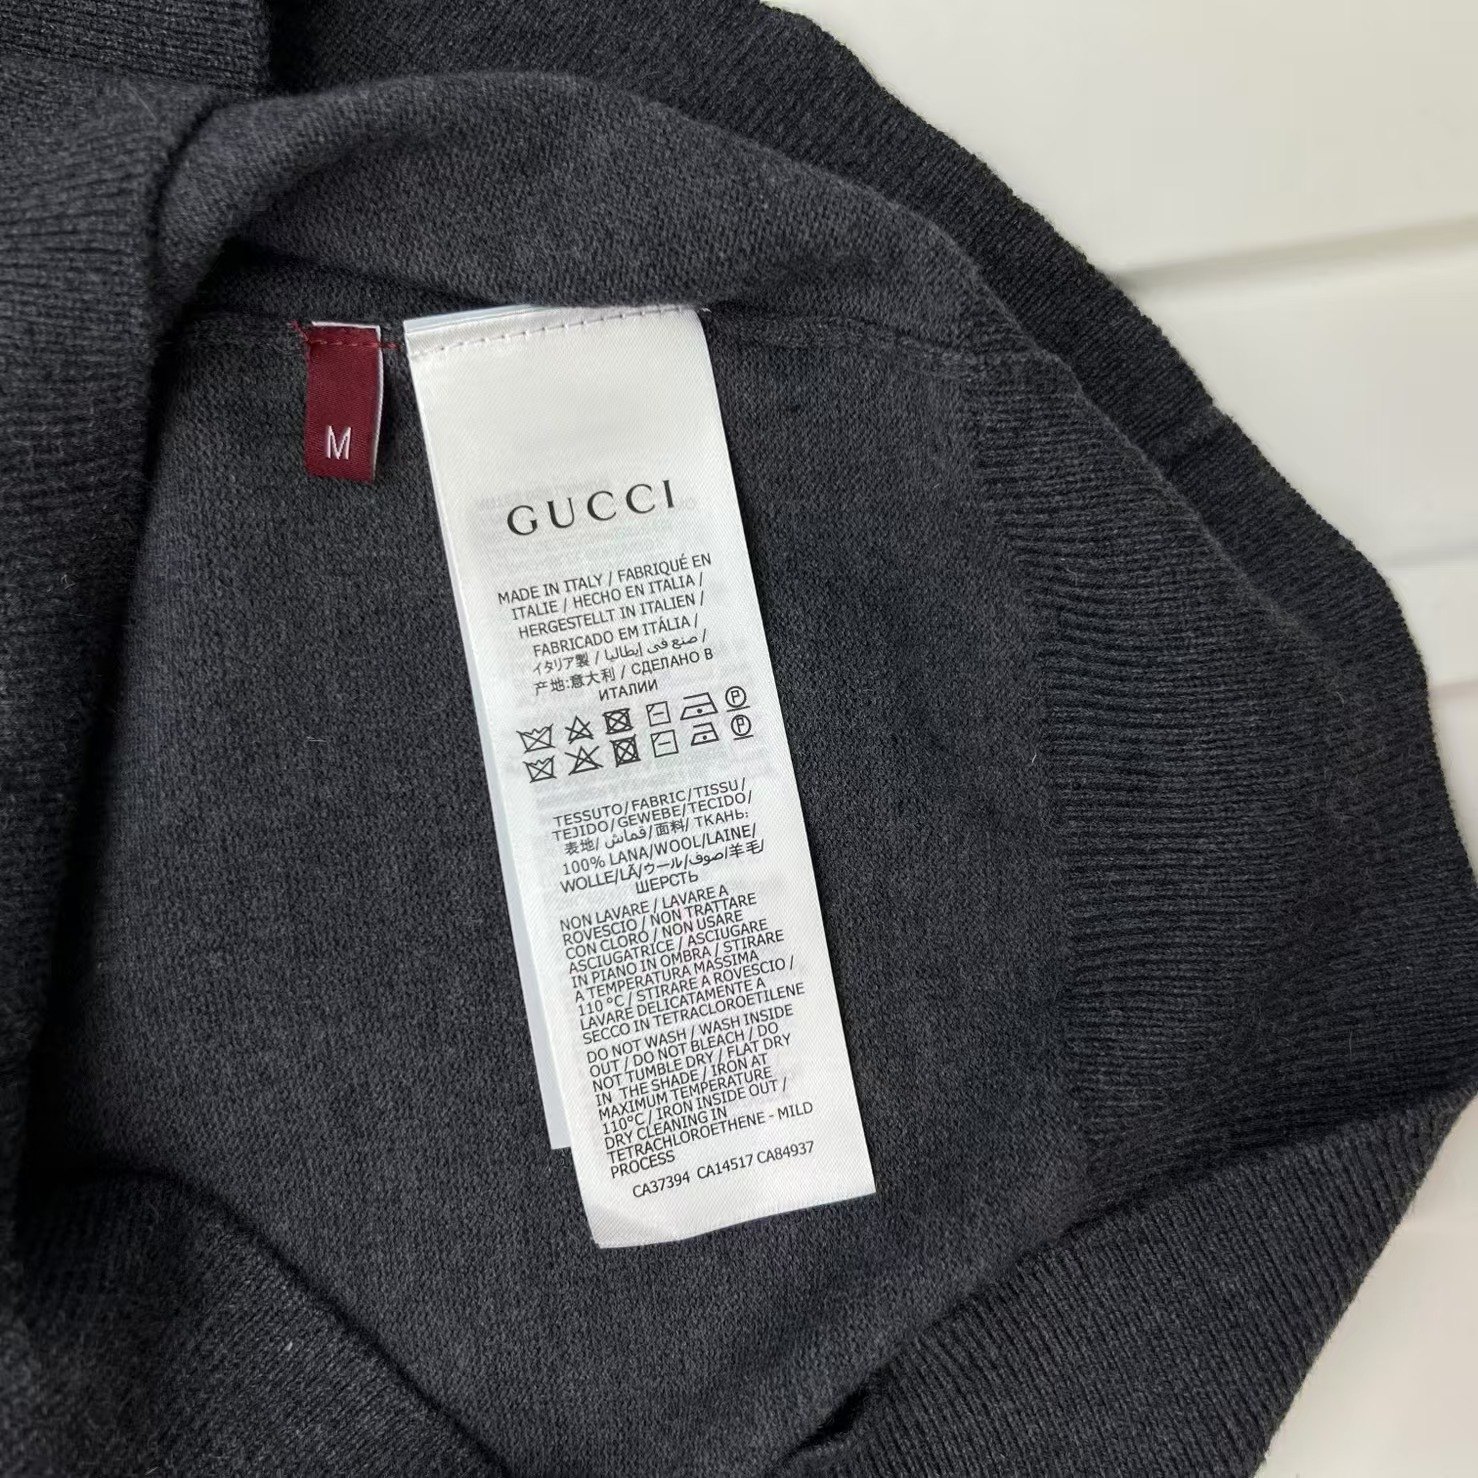 M
GUCCI
MADE IN ITALY / FABRIQUÉ EN
ITALIE / HECHO EN ITALIA /
HERGESTELLT IN ITALIEN /
FABRICADO EM ITÁLIA /
イタリア製 / صنع في إيطاليا /
产地:意大利 / СДЕЛАНО В
ИТАЛИИ
P
P
TESSUTO/FABRIC/TISSU/
TEJIDO/GEWEBE/TECIDO/
表地/ قماش/面料/ ТКАНЬ:
100% LANA/WOOL/LAINE/
WOLLE/LÃ/ウール/صوف/羊毛/
ШЕРСТЬ
NON LAVARE / LAVARE A
ROVESCIO / NON TRATTARE
CON CLORO / NON USARE
ASCIUGATRICE / ASCIUGARE
IN PIANO IN OMBRA / STIRARE
A TEMPERATURA MASSIMA
110 °C / STIRARE A ROVESCIO /
LAVARE DELICATAMENTE A
SECCO IN TETRACLOROETILENE
DO NOT WASH / WASH INSIDE
OUT / DO NOT BLEACH / DO
NOT TUMBLE DRY / FLAT DRY
IN THE SHADE / IRON AT
MAXIMUM TEMPERATURE
110°C / IRON INSIDE OUT /
DRY CLEANING IN
TETRACHLOROETHENE - MILD
PROCESS
CA37394 CA14517 CA84937